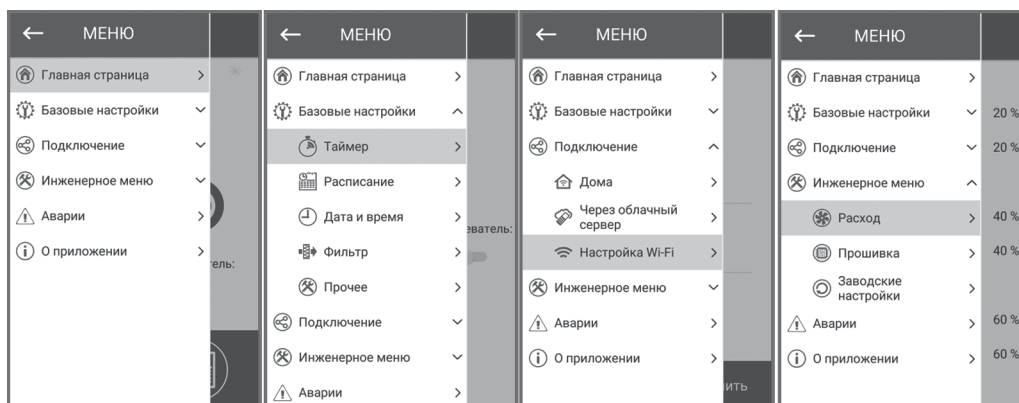 МЕНЮ
Главная страница
Базовые настройки
Подключение
Инженерное меню
Аварии
О приложении
ель:
МЕНЮ
Главная страница
Базовые настройки
Таймер
Расписание
Дата и время
Фильтр
Прочее
Подключение
Инженерное меню
Аварии
еватель:
МЕНЮ
Главная страница
Базовые настройки
Подключение
Дома
Через облачный
сервер
Настройка Wi-Fi
Инженерное меню
Аварии
О приложении
ить
МЕНЮ
Главная страница
Базовые настройки
Подключение
Инженерное меню
Расход
Прошивка
Заводские
настройки
Аварии
О приложении
20 %
20 %
40 %
40 %
60 %
60 %